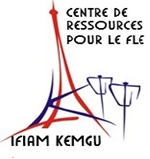 CENTRE DE
RESSOURCES
POUR LE FLE
IFIAM KEMGU